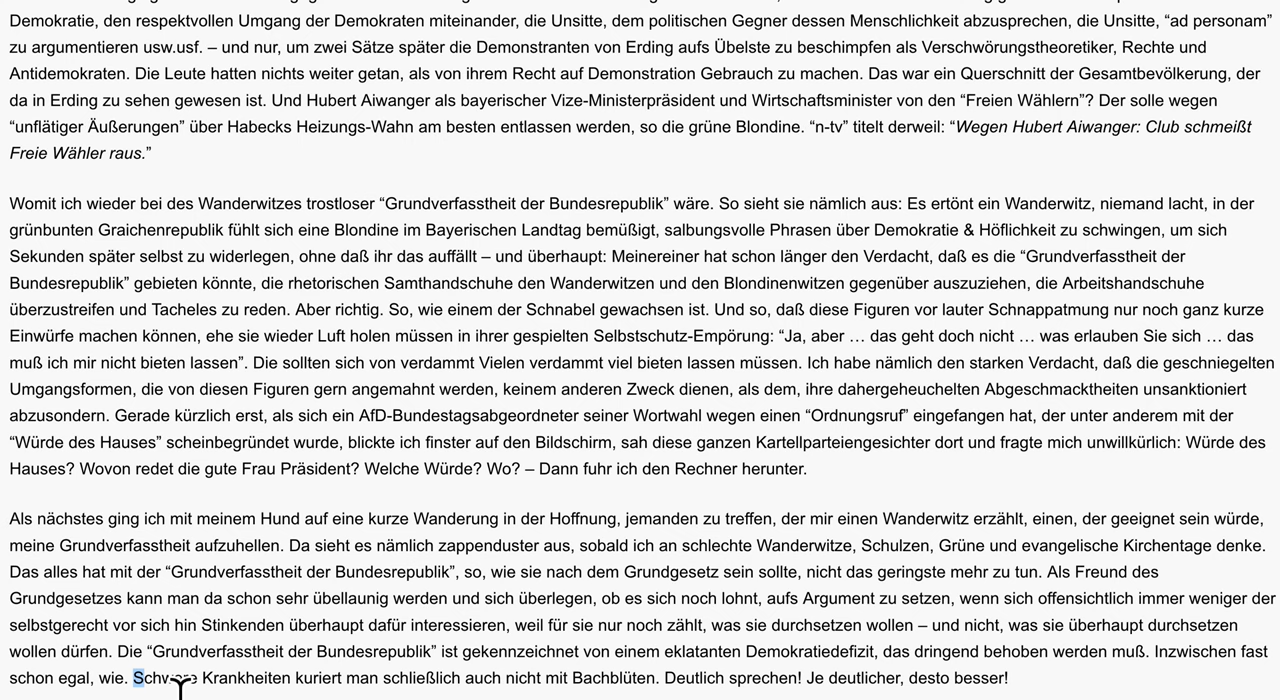 Demokratie, den respektvollen Umgang der Demokraten miteinander, die Unsitte, dem politischen Gegner dessen Menschlichkeit abzusprechen, die Unsitte, “ad personam”
zu argumentieren usw.usf. – und nur, um zwei Sätze später die Demonstranten von Erding aufs Übelste zu beschimpfen als Verschwörungstheoretiker, Rechte und
Antidemokraten. Die Leute hatten nichts weiter getan, als von ihrem Recht auf Demonstration Gebrauch zu machen. Das war ein Querschnitt der Gesamtbevölkerung, der
da in Erding zu sehen gewesen ist. Und Hubert Aiwanger als bayerischer Vize-Ministerpräsident und Wirtschaftsminister von den “Freien Wählern”? Der solle wegen
“unflätiger Äußerungen” über Habecks Heizungs-Wahn am besten entlassen werden, so die grüne Blondine. “n-tv” titelt derweil: “Wegen Hubert Aiwanger: Club schmeißt
Freie Wähler raus.”
Womit ich wieder bei des Wanderwitzes trostloser “Grundverfasstheit der Bundesrepublik” wäre. So sieht sie nämlich aus: Es ertönt ein Wanderwitz, niemand lacht, in der
grünbunten Graichenrepublik fühlt sich eine Blondine im Bayerischen Landtag bemüßigt, salbungsvolle Phrasen über Demokratie & Höflichkeit zu schwingen, um sich
Sekunden später selbst zu widerlegen, ohne daß ihr das auffällt – und überhaupt: Meinereiner hat schon länger den Verdacht, daß es die “Grundverfasstheit der
Bundesrepublik” gebieten könnte, die rhetorischen Samthandschuhe den Wanderwitzen und den Blondinenwitzen gegenüber auszuziehen, die Arbeitshandschuhe
überzustreifen und Tacheles zu reden. Aber richtig. So, wie einem der Schnabel gewachsen ist. Und so, daß diese Figuren vor lauter Schnappatmung nur noch ganz kurze
Einwürfe machen können, ehe sie wieder Luft holen müssen in ihrer gespielten Selbstschutz-Empörung: “Ja, aber … das geht doch nicht … was erlauben Sie sich … das
muß ich mir nicht bieten lassen”. Die sollten sich von verdammt Vielen verdammt viel bieten lassen müssen. Ich habe nämlich den starken Verdacht, daß die geschniegelten
Umgangsformen, die von diesen Figuren gern angemahnt werden, keinem anderen Zweck dienen, als dem, ihre dahergeheuchelten Abgeschmacktheiten unsanktioniert
abzusondern. Gerade kürzlich erst, als sich ein AfD-Bundestagsabgeordneter seiner Wortwahl wegen einen “Ordnungsruf” eingefangen hat, der unter anderem mit der
“Würde des Hauses” scheinbegründet wurde, blickte ich finster auf den Bildschirm, sah diese ganzen Kartellparteiengesichter dort und fragte mich unwillkürlich: Würde des
Hauses? Wovon redet die gute Frau Präsident? Welche Würde? Wo? – Dann fuhr ich den Rechner herunter.
Als nächstes ging ich mit meinem Hund auf eine kurze Wanderung in der Hoffnung, jemanden zu treffen, der mir einen Wanderwitz erzählt, einen, der geeignet sein würde,
meine Grundverfasstheit aufzuhellen. Da sieht es nämlich zappenduster aus, sobald ich an schlechte Wanderwitze, Schulzen, Grüne und evangelische Kirchentage denke.
Das alles hat mit der “Grundverfasstheit der Bundesrepublik”, so, wie sie nach dem Grundgesetz sein sollte, nicht das geringste mehr zu tun. Als Freund des
Grundgesetzes kann man da schon sehr übellaunig werden und sich überlegen, ob es sich noch lohnt, aufs Argument zu setzen, wenn sich offensichtlich immer weniger der
selbstgerecht vor sich hin Stinkenden überhaupt dafür interessieren, weil für sie nur noch zählt, was sie durchsetzen wollen – und nicht, was sie überhaupt durchsetzen
wollen dürfen. Die “Grundverfasstheit der Bundesrepublik” ist gekennzeichnet von einem eklatanten Demokratiedefizit, das dringend behoben werden muß. Inzwischen fast
schon egal, wie. Schwere Krankheiten kuriert man schließlich auch nicht mit Bachblüten. Deutlich sprechen! Je deutlicher, desto besser!